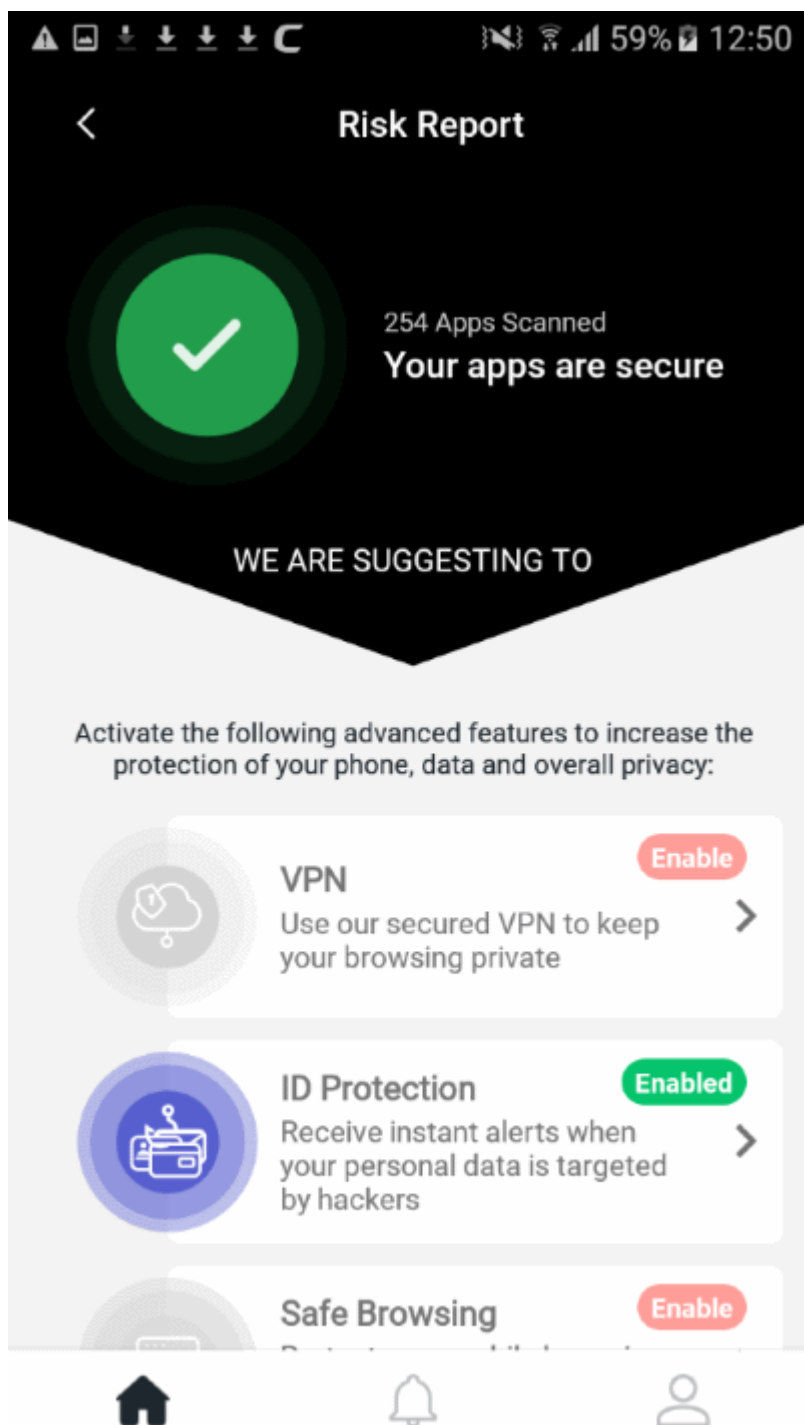 59% 12:50
Risk Report
254 Apps Scanned
Your apps are secure
WE ARE SUGGESTING TO
Activate the following advanced features to increase the
protection of your phone, data and overall privacy:
Enable
VPN
Use our secured VPN to keep
your browsing private
Enabled
ID Protection
Receive instant alerts when
your personal data is targeted
by hackers
Enable
Safe Browsing